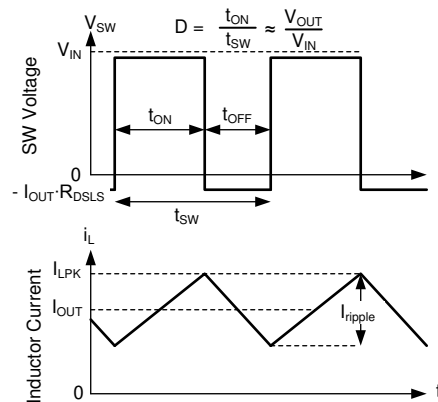 V_SW
D = t_ON / t_SW ≈ V_OUT / V_IN
V_IN
SW Voltage
t_ON
t_OFF
0
- I_OUT·R_DSLS
t_SW
i_L
I_LPK
Inductor Current
I_OUT
I_ripple
0
t